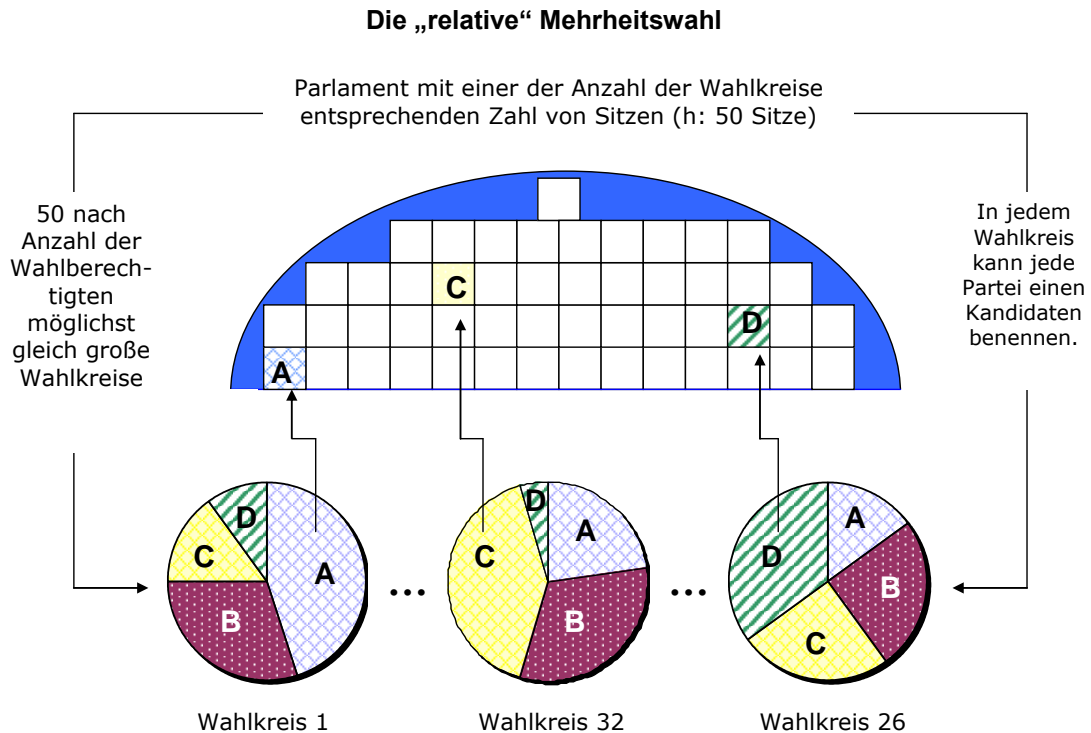 Die „relative“ Mehrheitswahl
Parlament mit einer der Anzahl der Wahlkreise
entsprechenden Zahl von Sitzen (h: 50 Sitze)
50 nach
Anzahl der
Wahlberech-
tigten
möglichst
gleich große
Wahlkreise
In jedem
Wahlkreis
kann jede
Partei einen
Kandidaten
benennen.
C
D
A
D
C
A
B
...
D
A
C
B
...
A
D
B
C
Wahlkreis 1
Wahlkreis 32
Wahlkreis 26